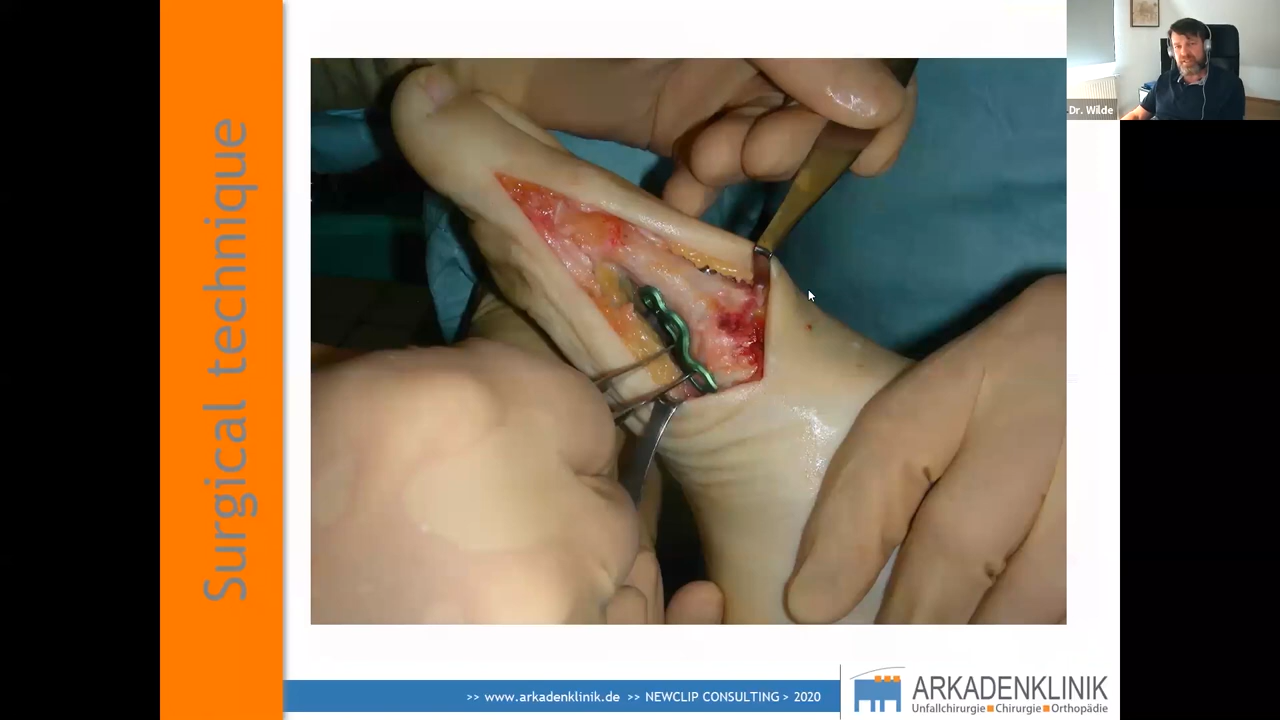 Surgical technique
Dr. Wilde
>> www.arkadenklinik.de >> NEWCLIP CONSULTING > 2020
ARKADENKLINIK
Unfallchirurgie Chirurgie Orthopädie